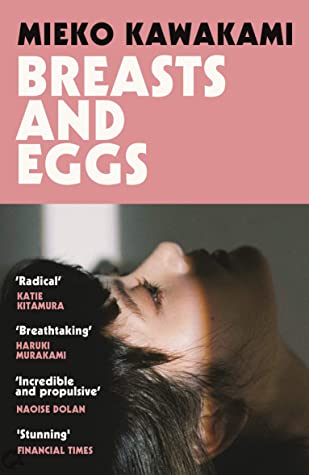 MIEKO KAWAKAMI
BREASTS
AND
EGGS
‘Radical’
KATIE
KITAMURA
‘Breathtaking’
HARUKI
MURAKAMI
‘Incredible
and propulsive’
NAOISE DOLAN
'Stunning'
FINANCIAL TIMES